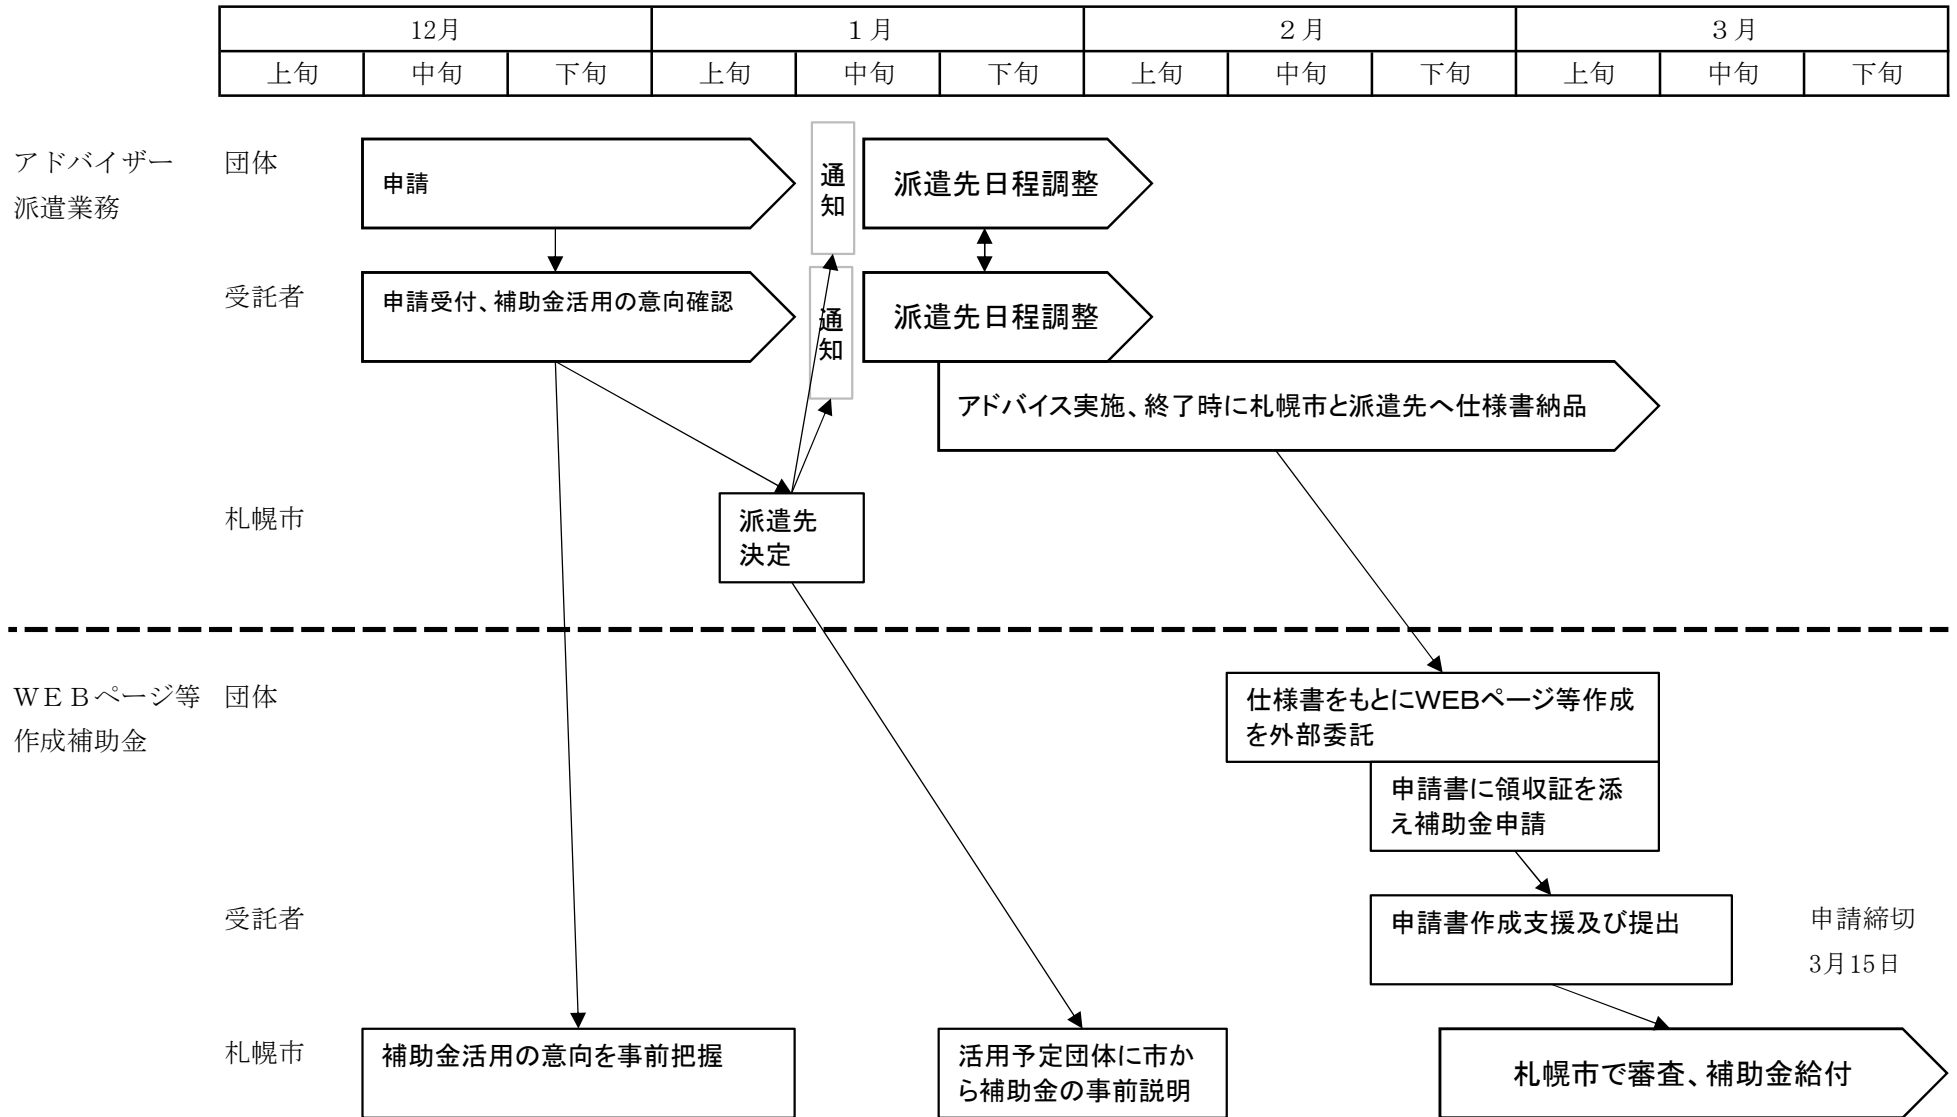 12月
１月
２月
３月
上旬
中旬
下旬
上旬
中旬
下旬
上旬
中旬
下旬
上旬
中旬
下旬
アドバイザー
派遣業務
団体
申請
通
知
派遣先日程調整
受託者
申請受付、補助金活用の意向確認
通
知
派遣先日程調整
アドバイス実施、終了時に札幌市と派遣先へ仕様書納品
札幌市
派遣先
決定
ＷＥＢページ等
作成補助金
団体
仕様書をもとにWEBページ等作成
を外部委託
申請書に領収証を添
え補助金申請
受託者
申請書作成支援及び提出
申請締切
3月15日
札幌市
補助金活用の意向を事前把握
活用予定団体に市か
ら補助金の事前説明
札幌市で審査、補助金給付